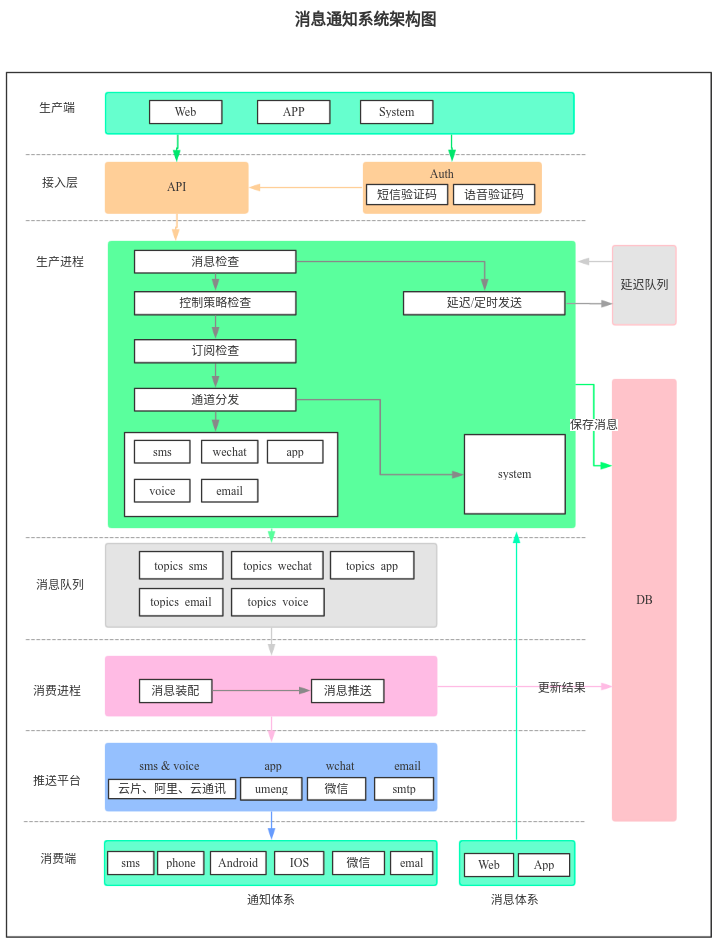 消息通知系统架构图
生产端
Web
APP
System
接入层
API
Auth
短信验证码
语音验证码
生产进程
消息检查
控制策略检查
延迟/定时发送
延迟队列
订阅检查
通道分发
保存消息
sms
wechat
app
voice
email
system
消息队列
topics sms
topics wechat
topics app
topics email
topics voice
DB
消费进程
消息装配
消息推送
更新结果
推送平台
sms & voice
app
wchat
email
云片、阿里、云通讯
umeng
微信
smtp
消费端
sms
phone
Android
IOS
微信
emal
Web
App
通知体系
消息体系